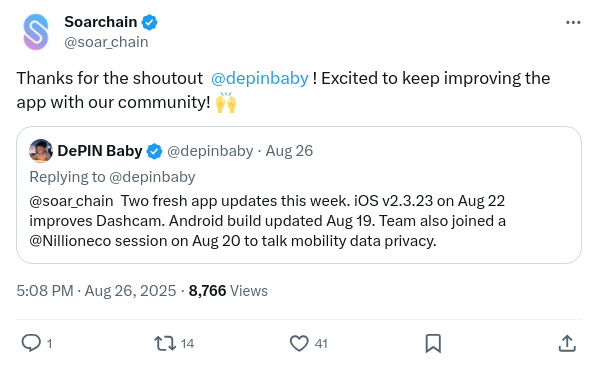 Soarchain
@soar_chain
Thanks for the shoutout @depinbaby ! Excited to keep improving the
app with our community! 🙌
DePIN Baby @depinbaby · Aug 26
Replying to @depinbaby
@soar_chain Two fresh app updates this week. iOS v2.3.23 on Aug 22
improves Dashcam. Android build updated Aug 19. Team also joined a
@Nillioneco session on Aug 20 to talk mobility data privacy.
5:08 PM · Aug 26, 2025 · 8,766 Views
1 14 41